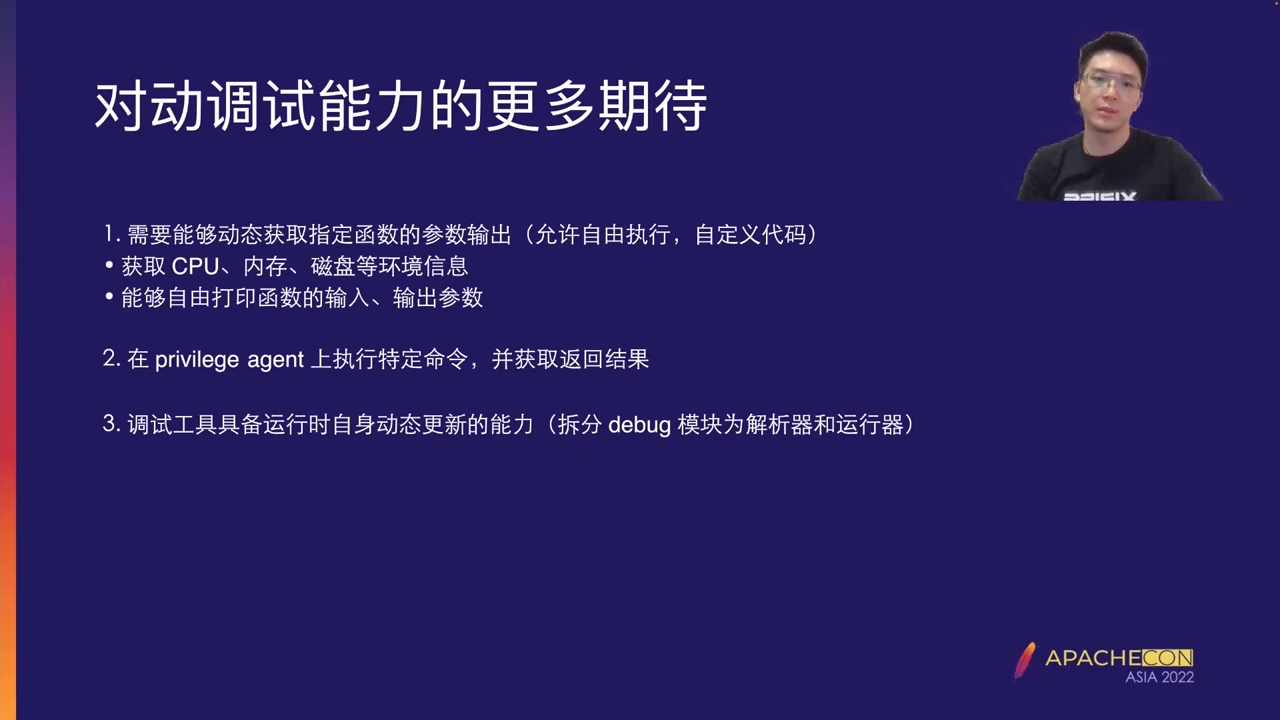 对动调试能力的更多期待
1. 需要能够动态获取指定函数的参数输出（允许自由执行，自定义代码）
• 获取 CPU、内存、磁盘等环境信息
• 能够自由打印函数的输入、输出参数
2. 在 privilege agent 上执行特定命令，并获取返回结果
3. 调试工具具备运行时自身动态更新的能力（拆分 debug 模块为解析器和运行器）
APACHECON
ASIA 2022